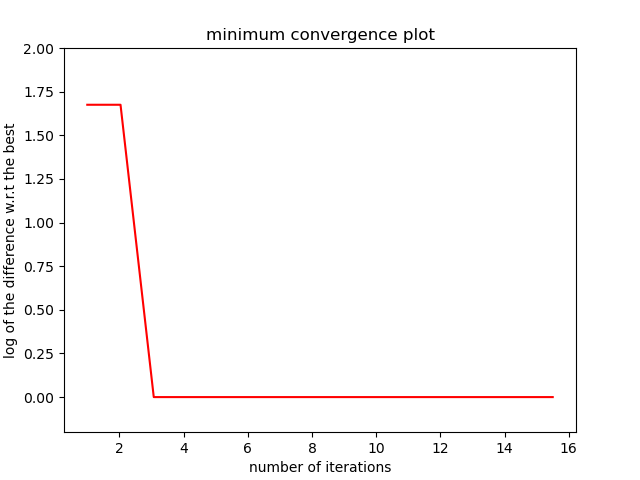 minimum convergence plot
2.00
1.75
1.50
1.25
1.00
0.75
0.50
0.25
0.00
log of the difference w.r.t the best
2 4 6 8 10 12 14 16
number of iterations